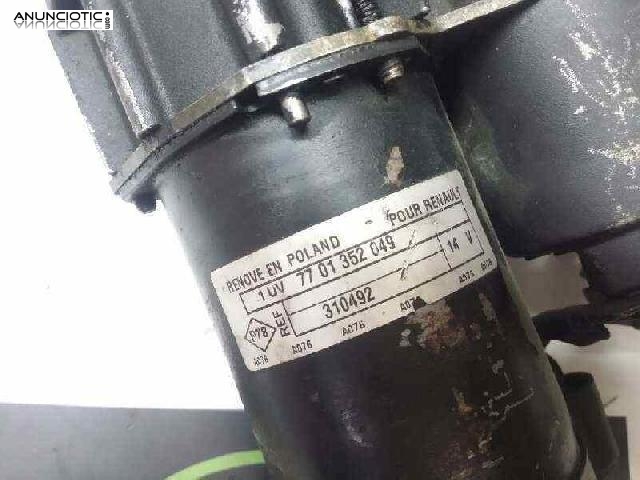 ANUNCIOTIC
RENOVE EN POLAND - POUR RENAULT
1 UV 77 01 352 049
REF 310492 14 V
A076 A076 A076 A076 A076